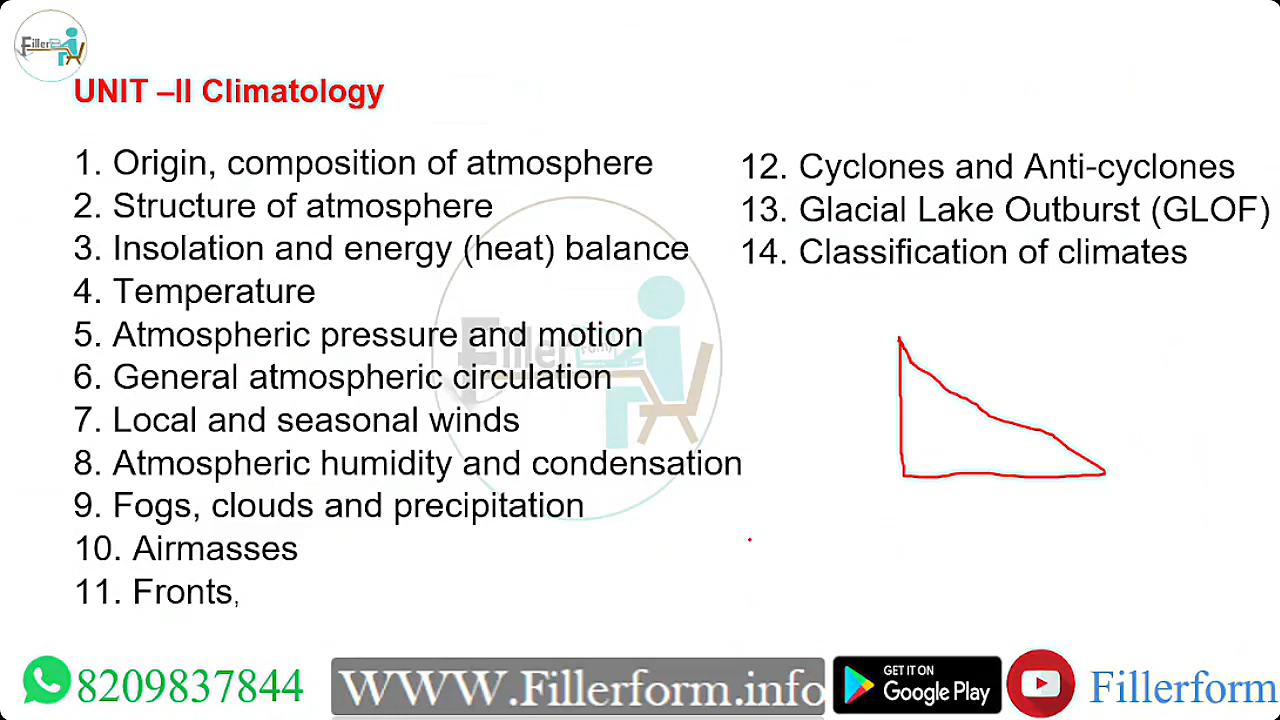 Filler
UNIT –II Climatology
1. Origin, composition of atmosphere
2. Structure of atmosphere
3. Insolation and energy (heat) balance
4. Temperature
5. Atmospheric pressure and motion
6. General atmospheric circulation
7. Local and seasonal winds
8. Atmospheric humidity and condensation
9. Fogs, clouds and precipitation
10. Airmasses
11. Fronts,
12. Cyclones and Anti-cyclones
13. Glacial Lake Outburst (GLOF)
14. Classification of climates
Filler Form
8209837844
WWW.Fillerform.info
GET IT ON
Google Play
Fillerform